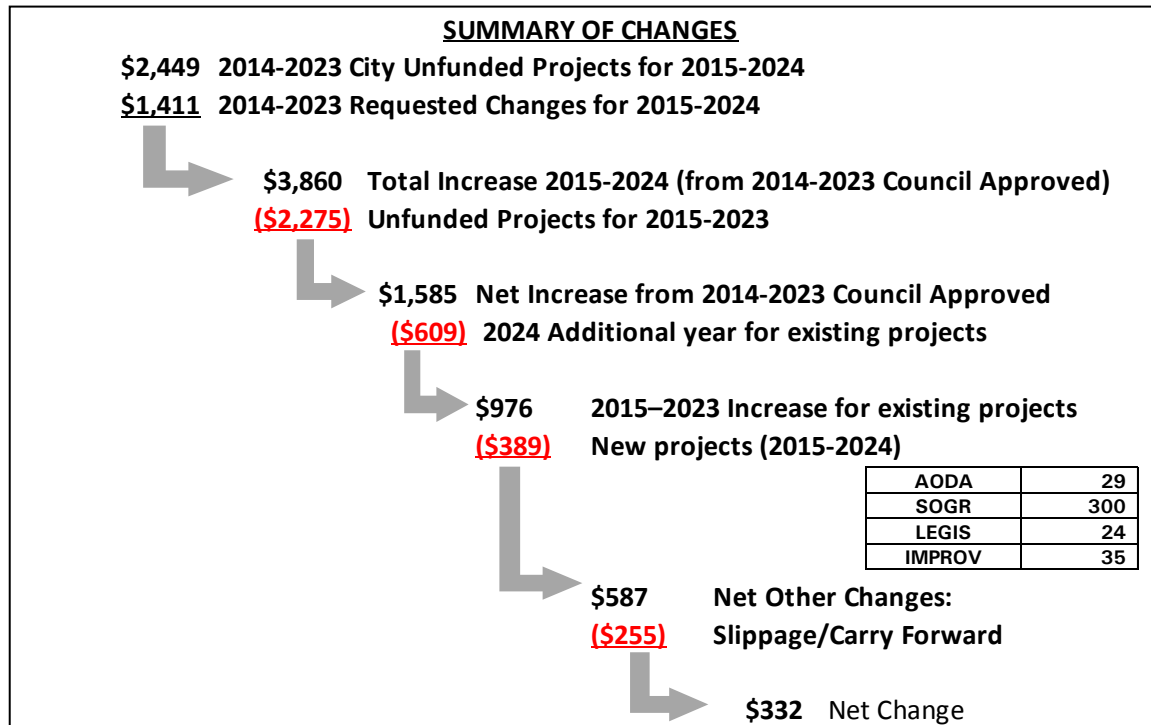 SUMMARY OF CHANGES
$2,449 2014-2023 City Unfunded Projects for 2015-2024
$1,411 2014-2023 Requested Changes for 2015-2024
$3,860 Total Increase 2015-2024 (from 2014-2023 Council Approved)
($2,275) Unfunded Projects for 2015-2023
$1,585 Net Increase from 2014-2023 Council Approved
($609) 2024 Additional year for existing projects
$976 2015–2023 Increase for existing projects
($389) New projects (2015-2024)
AODA 29
SOGR 300
LEGIS 24
IMPROV 35
$587 Net Other Changes:
($255) Slippage/Carry Forward
$332 Net Change